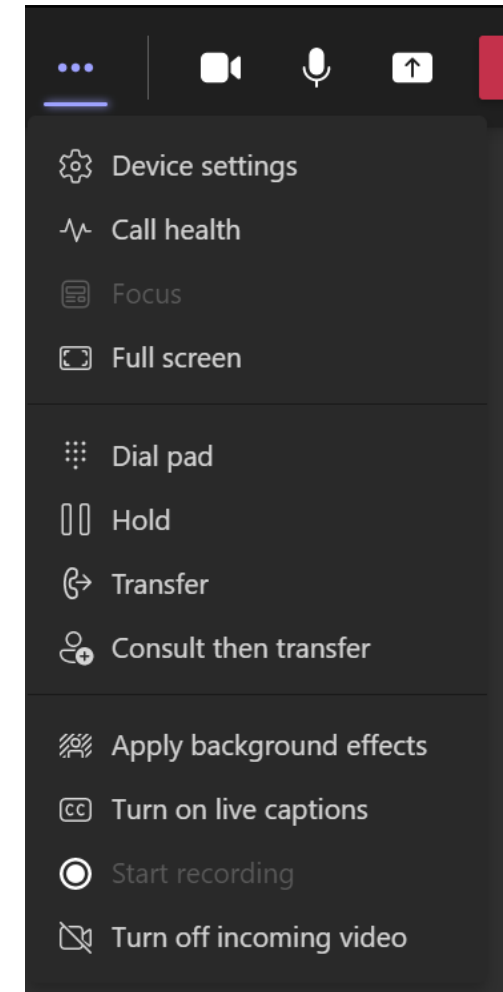 Device settings
Call health
Focus
Full screen
Dial pad
Hold
Transfer
Consult then transfer
Apply background effects
CC Turn on live captions
Start recording
Turn off incoming video